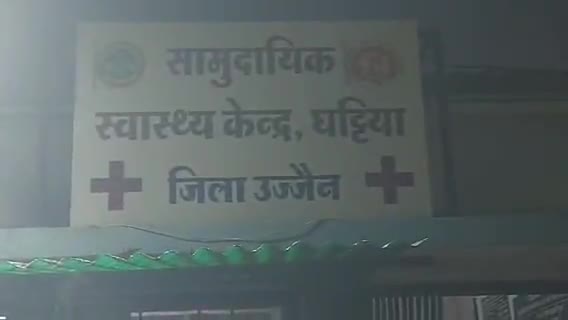 सामुदायिक
स्वास्थ्य केन्द्र, घट्टिया
जिला उज्जैन